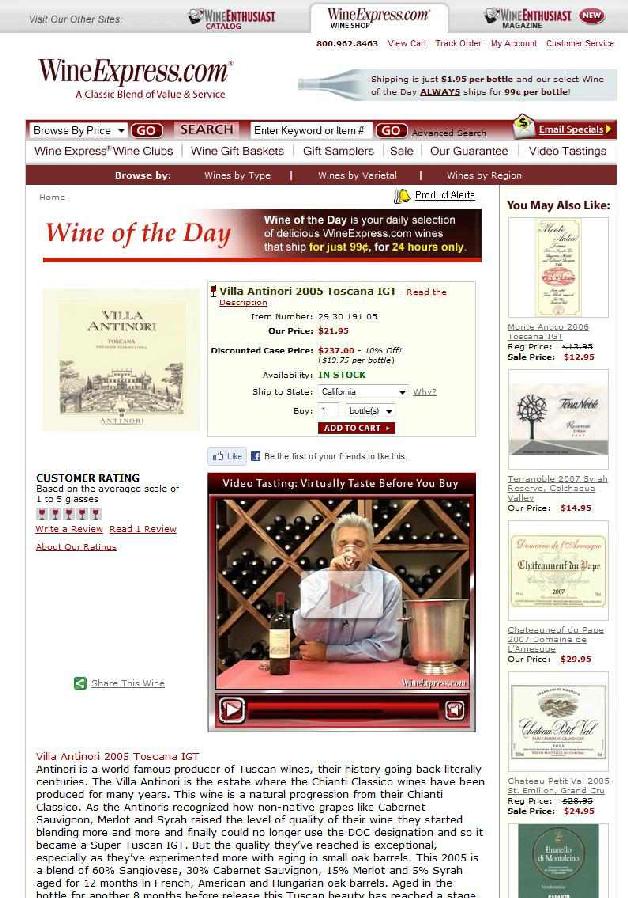 Visit Our Other Sites:
WINEENTHUSIAST
CATALOG
WineExpress.com
WINE SHOP
WINEENTHUSIAST
MAGAZINE
NEW
800.962.8463 View Cart Track Order My Account Customer Service
WineExpress.com
A Classic Blend of Value & Service
Shipping is just $1.95 per bottle and our select Wine
of the Day ALWAYS ships for 99¢ per bottle!
Browse By Price GO SEARCH Enter Keyword or Item # GO Advanced Search Email Specials
Wine Express® Wine Clubs Wine Gift Baskets Gift Samplers Sale Our Guarantee Video Tastings
Browse by: Wines by Type | Wines by Varietal | Wines by Region
Home
Product Alerts
Wine of the Day
Wine of the Day is your daily selection
of delicious WineExpress.com wines
that ship for just 99¢, for 24 hours only.
VILLA
ANTINORI
TOSCANA
ANTINORI
Villa Antinori 2005 Toscana IGT Read the
Description
Item Number: 29 30 191 05
Our Price: $21.95
Discounted Case Price: $237.00 - 10% Off!
($19.75 per bottle)
Availability: IN STOCK
Ship to State: California Why?
Buy: 1 bottle(s)
ADD TO CART
Like Be the first of your friends to like this.
CUSTOMER RATING
Based on the averaged scale of
1 to 5 glasses
Write a Review Read 1 Review
About Our Ratings
Share This Wine
Video Tasting: Virtually Taste Before You Buy
WineExpress.com
Villa Antinori 2005 Toscana IGT
Antinori is a world famous producer of Tuscan wines, their history going back literally
centuries. The Villa Antinori is the estate where the Chianti Classico wines have been
produced for many years. This wine is a natural progression from their Chianti
Classico. As the Antinoris recognized how non-native grapes like Cabernet
Sauvignon, Merlot and Syrah raised the level of quality of their wine they started
blending more and more and finally could no longer use the DOC designation and so it
became a Super Tuscan IGT. But the quality they've reached is exceptional,
especially as they've experimented more with aging in small oak barrels. This 2005 is
a blend of 60% Sangiovese, 30% Cabernet Sauvignon, 15% Merlot and 5% Syrah
aged for 12 months in French, American and Hungarian oak barrels. Aged in the
bottle for another 8 months before release this Tuscan beauty has reached a stage
You May Also Like:
Monte Antico
Monte Antico 2006
Toscana IGT
Reg Price: $13.95
Sale Price: $12.95
TerraNoble
Terranoble 2007 Syrah
Reserve, Colchagua
Valley
Our Price: $14.95
Châteauneuf du Pape
2007
Chateauneuf du Pape
2007 Domaine de
L'Arnesque
Our Price: $29.95
Chateau Petit Val
Chateau Petit Val 2005
St. Emilion, Grand Cru
Reg Price: $28.95
Sale Price: $24.95
Brunello
di Montalcino